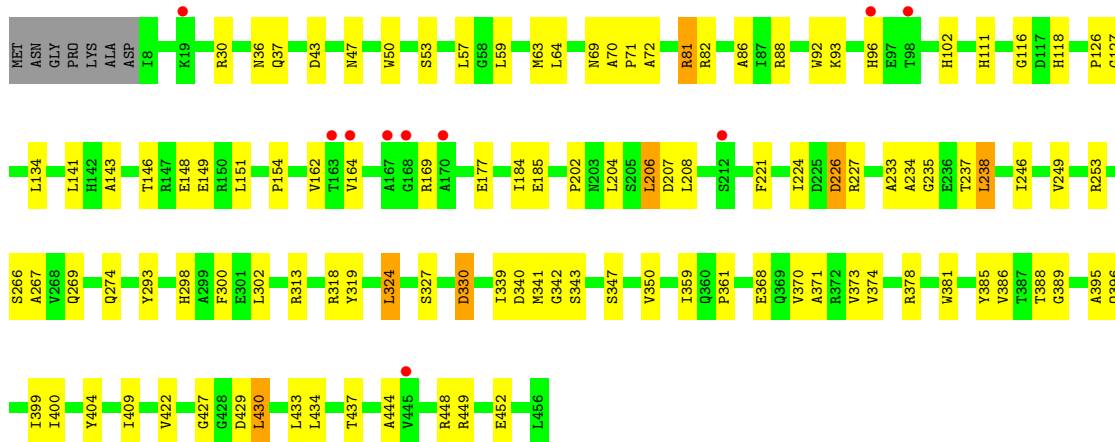 MET ASN GLY PRO LYS ALA ASP I8 K19 R30 N36 Q37 D43 N47 W50 S53 L57 G58 L59 M63 L64 N69 A70 P71 A72 R81 R82 A86 I87 R88 W92 K93 H96 E97 T98 H102 H111 G116 D117 H118 P126 G127
L134 L141 H142 A143 T146 R147 E148 E149 R150 L151 P154 V162 T163 V164 A167 G168 R169 A170 E177 I184 E185 P202 N203 L204 S205 L206 D207 L208 S212 F221 I224 D225 D226 R227 A233 A234 G235 E236 T237 L238 I246 V249 R253
S266 A267 V268 Q269 Q274 Y293 H298 A299 F300 E301 L302 R313 R318 Y319 L324 S327 D330 I339 D340 M341 G342 S343 S347 V350 I359 Q360 P361 E368 Q369 V370 A371 R372 V373 V374 R378 W381 Y385 V386 T387 T388 G389 A395
I399 I400 Y404 I409 V422 G427 G428 D429 L430 L433 L434 T437 A444 V445 R448 R449 E452 L456